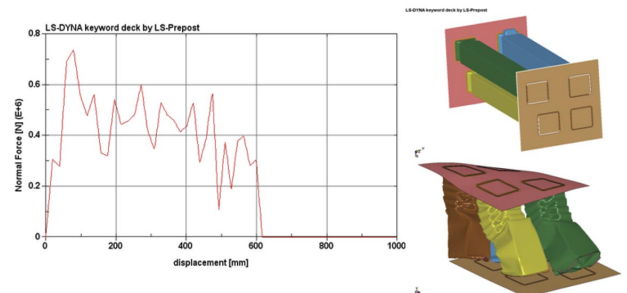 LS-DYNA keyword deck by LS-Prepost
0.8
0.6
0.4
0.2
0
Normal Force [N] (E+6)
0
200
400
600
800
1000
displacement [mm]
LS-DYNA keyword deck by LS-Prepost